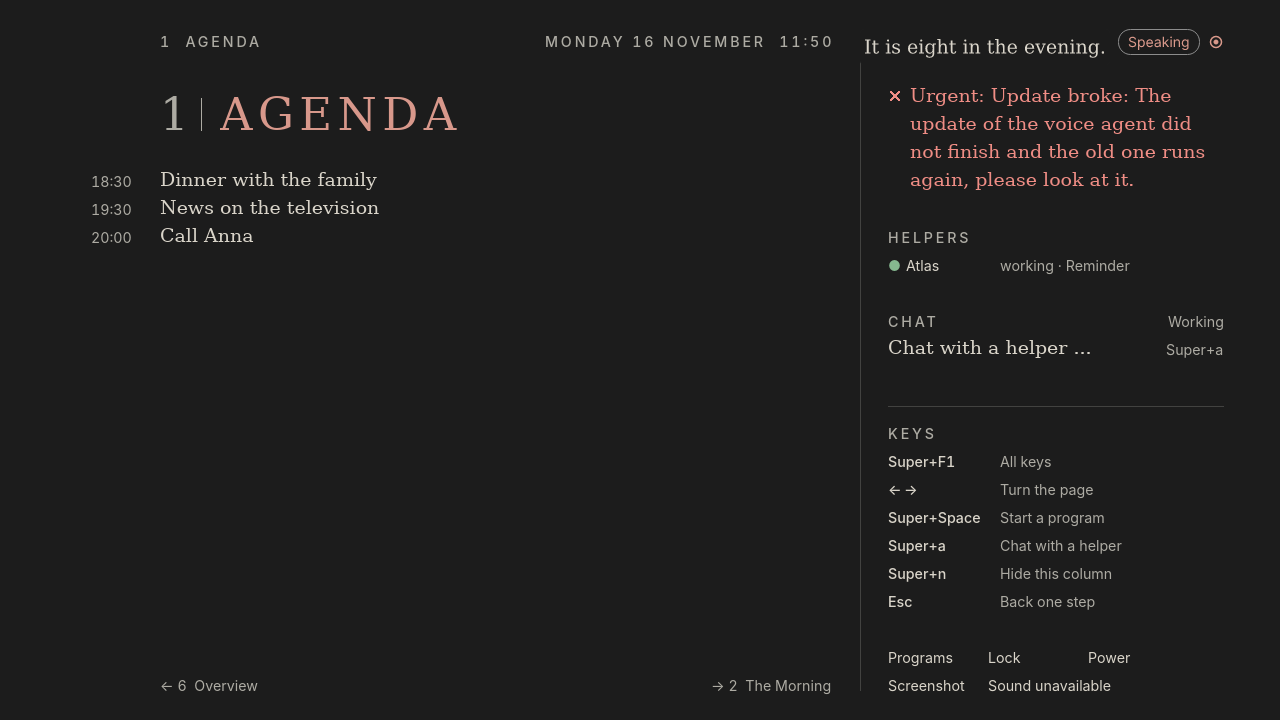 1 AGENDA
MONDAY 16 NOVEMBER 11:50
It is eight in the evening.
Speaking
1 AGENDA
18:30 Dinner with the family
19:30 News on the television
20:00 Call Anna
← 6 Overview
→ 2 The Morning
× Urgent: Update broke: The
update of the voice agent did
not finish and the old one runs
again, please look at it.
HELPERS
Atlas working · Reminder
CHAT Working
Chat with a helper ... Super+a
KEYS
Super+F1 All keys
← → Turn the page
Super+Space Start a program
Super+a Chat with a helper
Super+n Hide this column
Esc Back one step
Programs Lock Power
Screenshot Sound unavailable